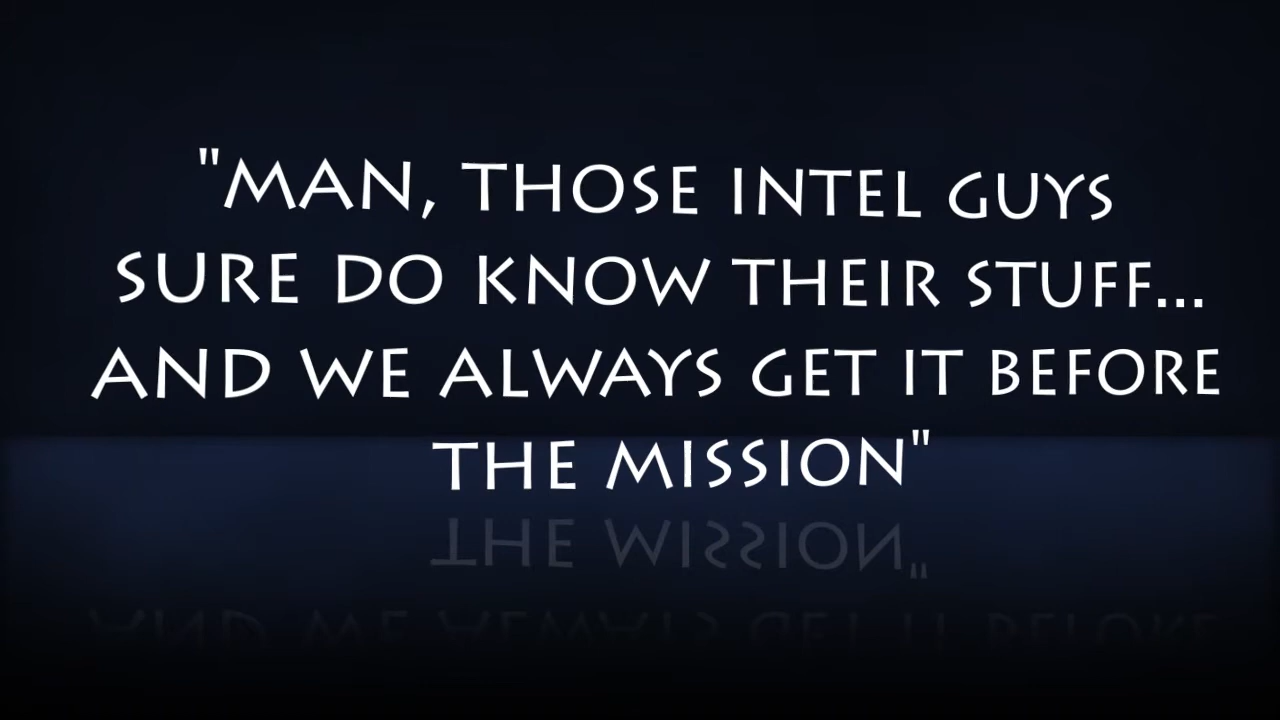 "MAN, THOSE INTEL GUYS
SURE DO KNOW THEIR STUFF...
AND WE ALWAYS GET IT BEFORE
THE MISSION"